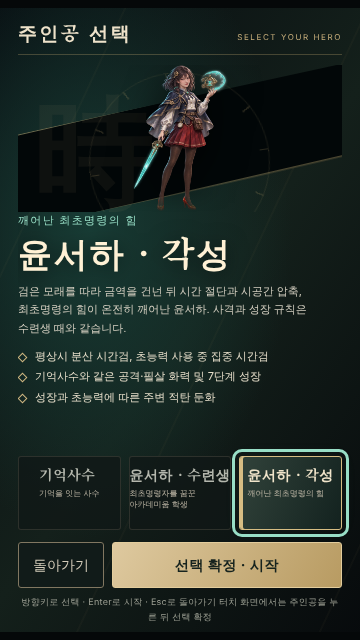 주인공 선택
SELECT YOUR HERO
時
깨어난 최초명령의 힘
윤서하 · 각성
검은 모래를 따라 금역을 건넌 뒤 시간 절단과 시공간 압축,
최초명령의 힘이 온전히 깨어난 윤서하. 사격과 성장 규칙은
수련생 때와 같습니다.
◇ 평상시 분산 시간검, 초능력 사용 중 집중 시간검
◇ 기억사수와 같은 공격·필살 화력 및 7단계 성장
◇ 성장과 초능력에 따른 주변 적탄 둔화
기억사수
기억을 잇는 사수
윤서하 · 수련생
최초명령자를 꿈꾼
아카데미움 학생
윤서하 · 각성
깨어난 최초명령의 힘
돌아가기
선택 확정 · 시작
방향키로 선택 · Enter로 시작 · Esc로 돌아가기 터치 화면에서는 주인공을 누
른 뒤 선택 확정